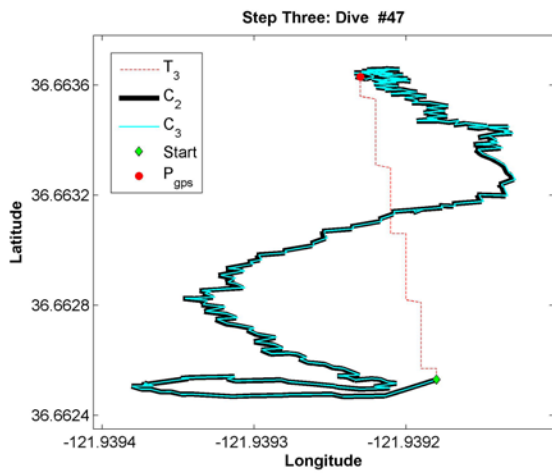 Step Three: Dive #47
T3
C2
C3
Start
Pgps
36.6636
36.6632
36.6628
36.6624
Latitude
-121.9394
-121.9393
-121.9392
Longitude